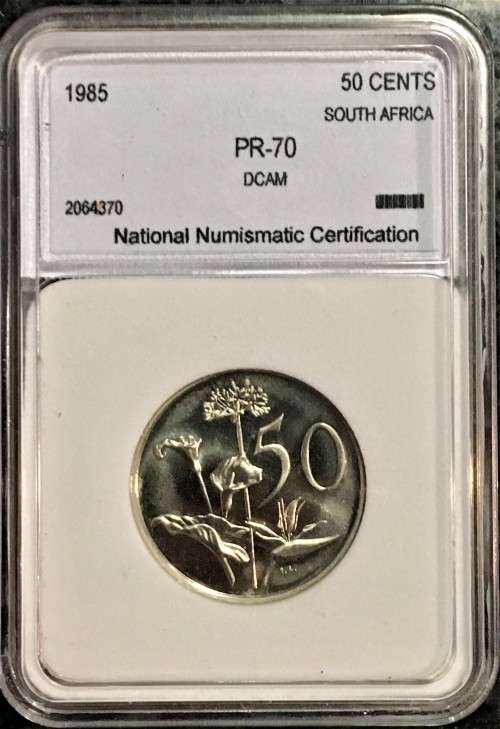 1985
50 CENTS
SOUTH AFRICA
PR-70
DCAM
2064370
National Numismatic Certification
50